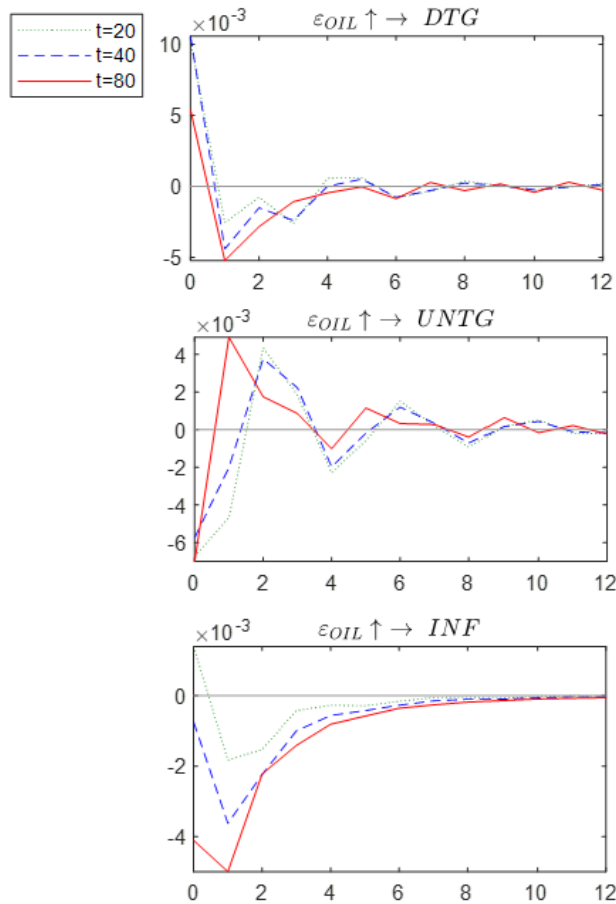 t=20
t=40
t=80
×10⁻³ ε_OIL ↑ → DTG
10
5
0
-5
0 2 4 6 8 10 12
×10⁻³ ε_OIL ↑ → UNTG
4
2
0
-2
-4
-6
0 2 4 6 8 10 12
×10⁻³ ε_OIL ↑ → INF
0
-2
-4
0 2 4 6 8 10 12